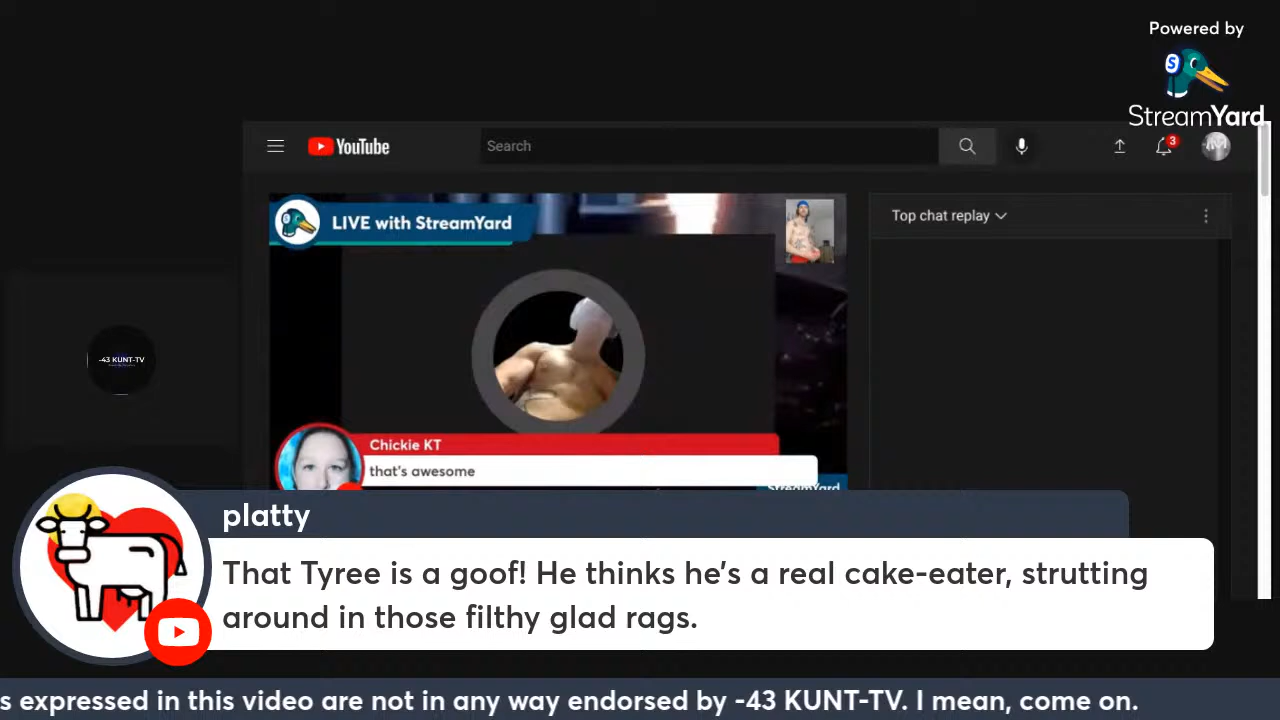 Powered by
StreamYard
YouTube
Search
3
LIVE with StreamYard
Top chat replay
-43 KUNT-TV
Chickie KT
that's awesome
StreamYard
platty
That Tyree is a goof! He thinks he's a real cake-eater, strutting
around in those filthy glad rags.
s expressed in this video are not in any way endorsed by -43 KUNT-TV. I mean, come on.